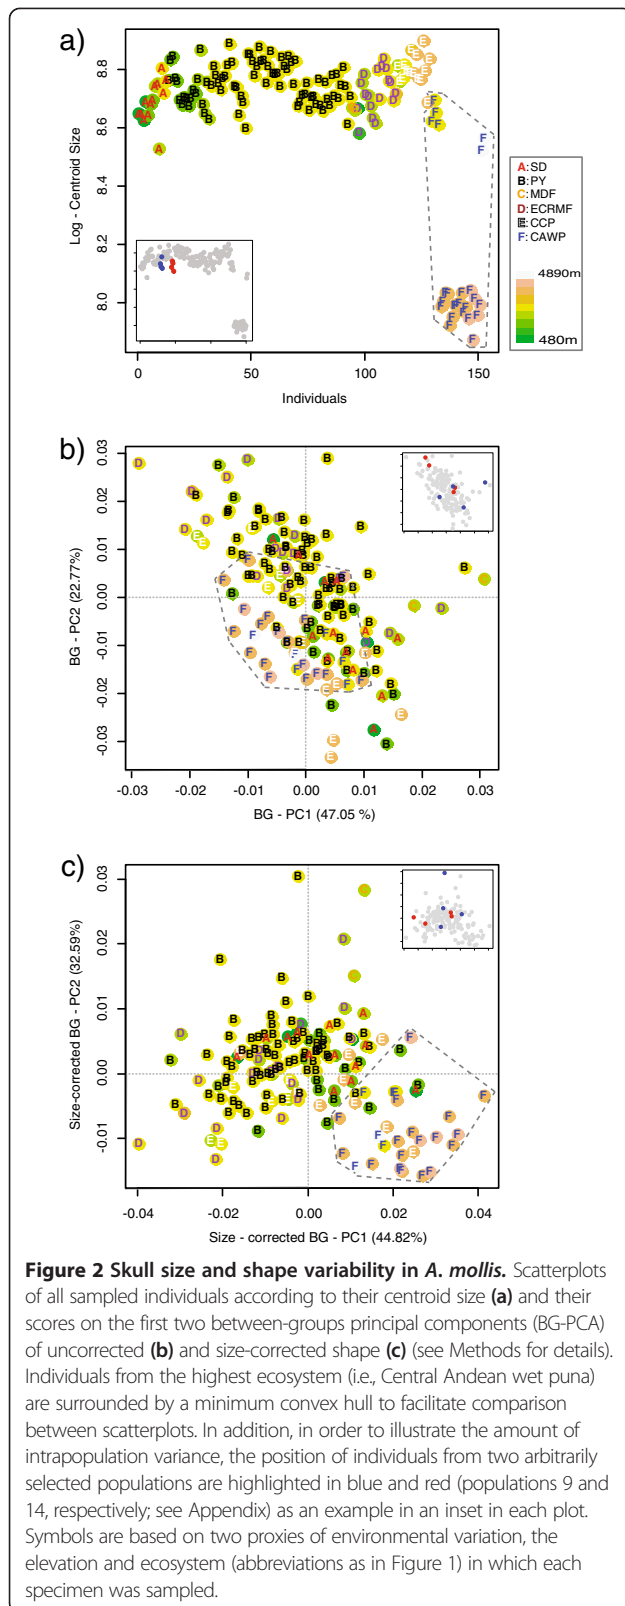 a)
Log - Centroid Size
8.8
8.6
8.4
8.2
8.0
0
50
100
150
Individuals
A:SD
B:PY
C:MDF
D:ECRMF
E:CCP
F:CAWP
4890m
480m
b)
BG - PC2 (22.77%)
0.03
0.02
0.01
0.00
-0.01
-0.02
-0.03
-0.03
-0.02
-0.01
0.00
0.01
0.02
0.03
BG - PC1 (47.05 %)
c)
Size-corrected BG - PC2 (32.59%)
0.03
0.02
0.01
0.00
-0.01
-0.04
-0.02
0.00
0.02
0.04
Size - corrected BG - PC1 (44.82%)
Figure 2 Skull size and shape variability in A. mollis. Scatterplots
of all sampled individuals according to their centroid size (a) and their
scores on the first two between-groups principal components (BG-PCA)
of uncorrected (b) and size-corrected shape (c) (see Methods for details).
Individuals from the highest ecosystem (i.e., Central Andean wet puna)
are surrounded by a minimum convex hull to facilitate comparison
between scatterplots. In addition, in order to illustrate the amount of
intrapopulation variance, the position of individuals from two arbitrarily
selected populations are highlighted in blue and red (populations 9 and
14, respectively; see Appendix) as an example in an inset in each plot.
Symbols are based on two proxies of environmental variation, the
elevation and ecosystem (abbreviations as in Figure 1) in which each
specimen was sampled.